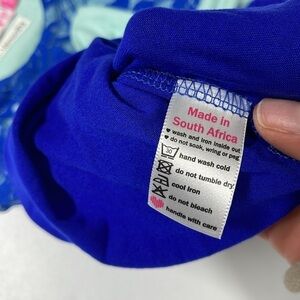 Made in
South Africa
♥ wash and iron inside out
♥ do not soak, wring or peg
30 hand wash cold
do not tumble dry
cool iron
do not bleach
handle with care